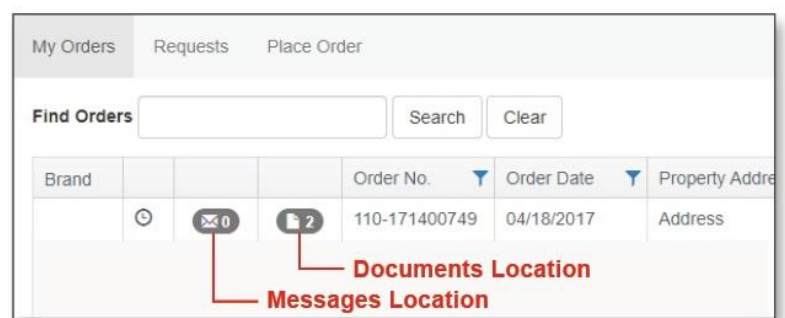 My Orders Requests Place Order
Find Orders Search Clear
Brand Order No. Order Date Property Addre
0 2 110-171400749 04/18/2017 Address
Documents Location
Messages Location